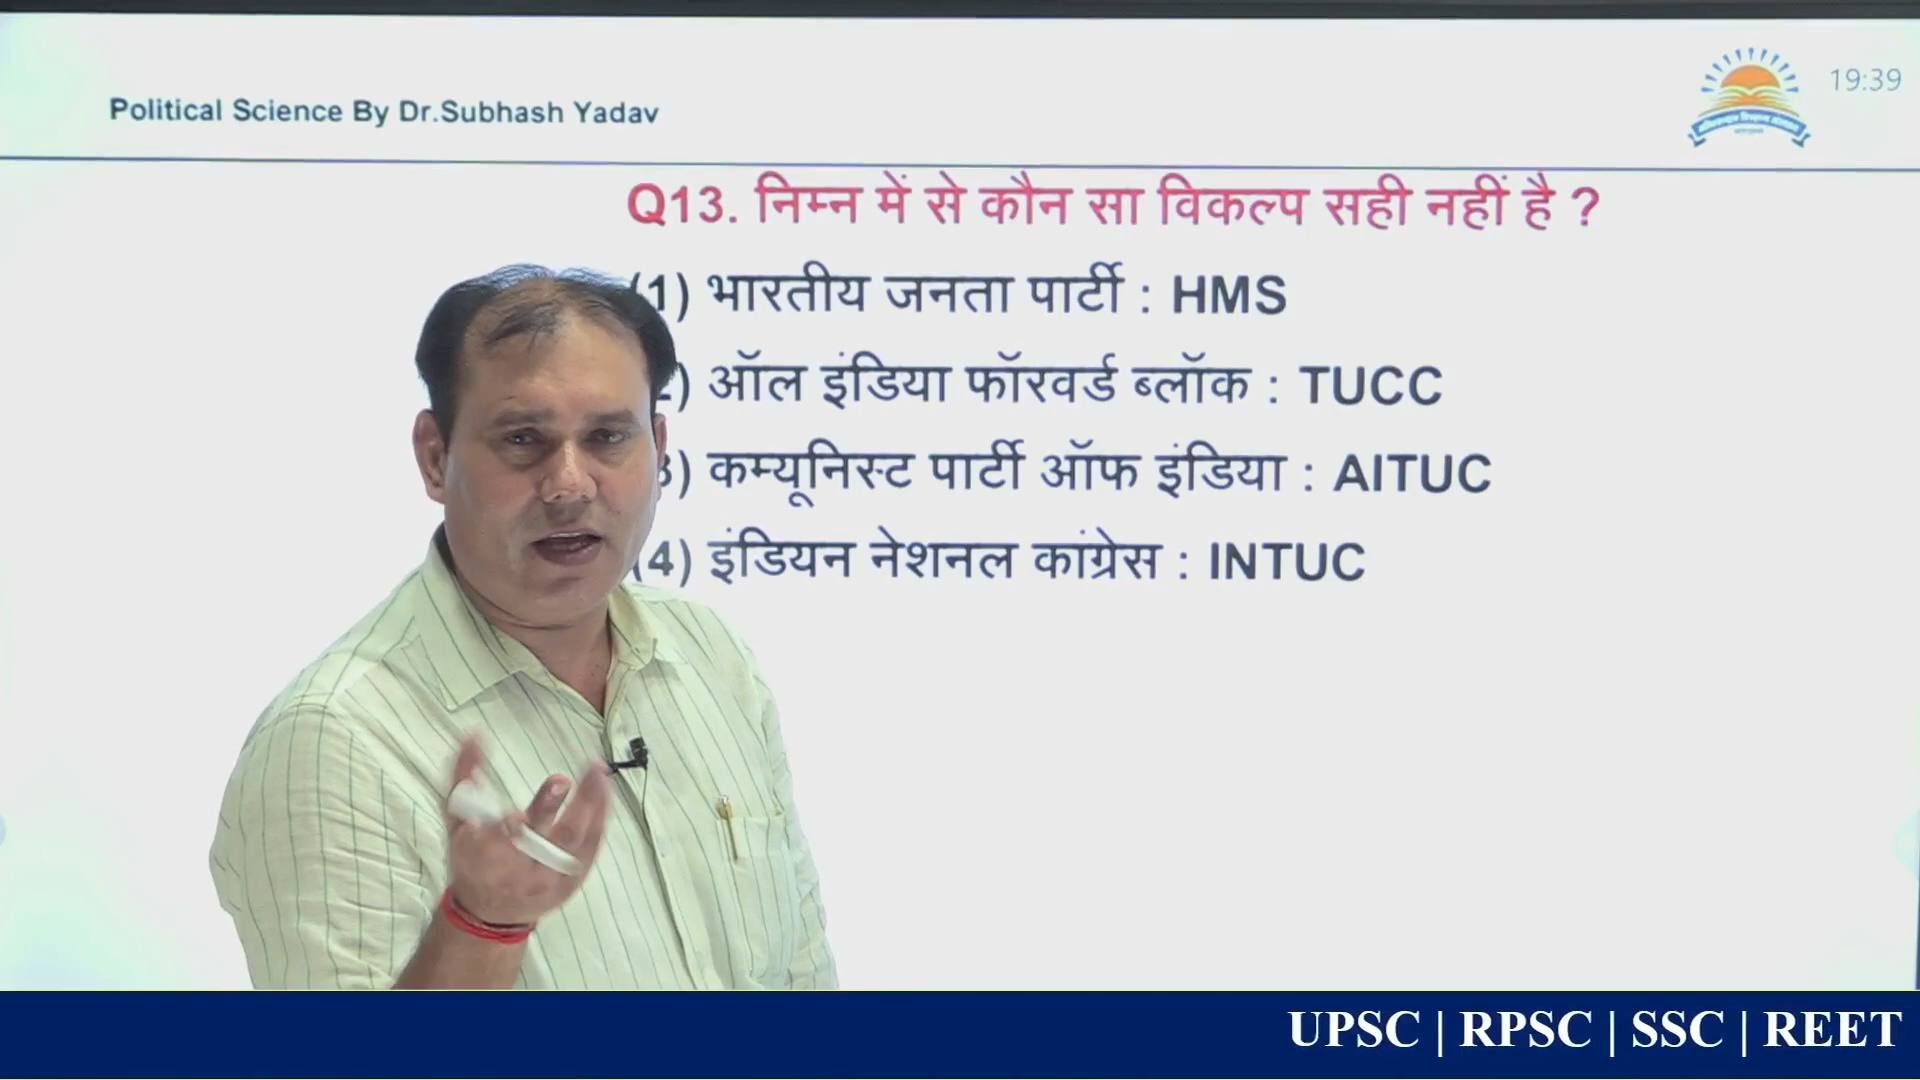 19:39
Political Science By Dr.Subhash Yadav
Q13. निम्न में से कौन सा विकल्प सही नहीं है ?
(1) भारतीय जनता पार्टी : HMS
) ऑल इंडिया फॉरवर्ड ब्लॉक : TUCC
3) कम्यूनिस्ट पार्टी ऑफ इंडिया : AITUC
(4) इंडियन नेशनल कांग्रेस : INTUC
UPSC | RPSC | SSC | REET